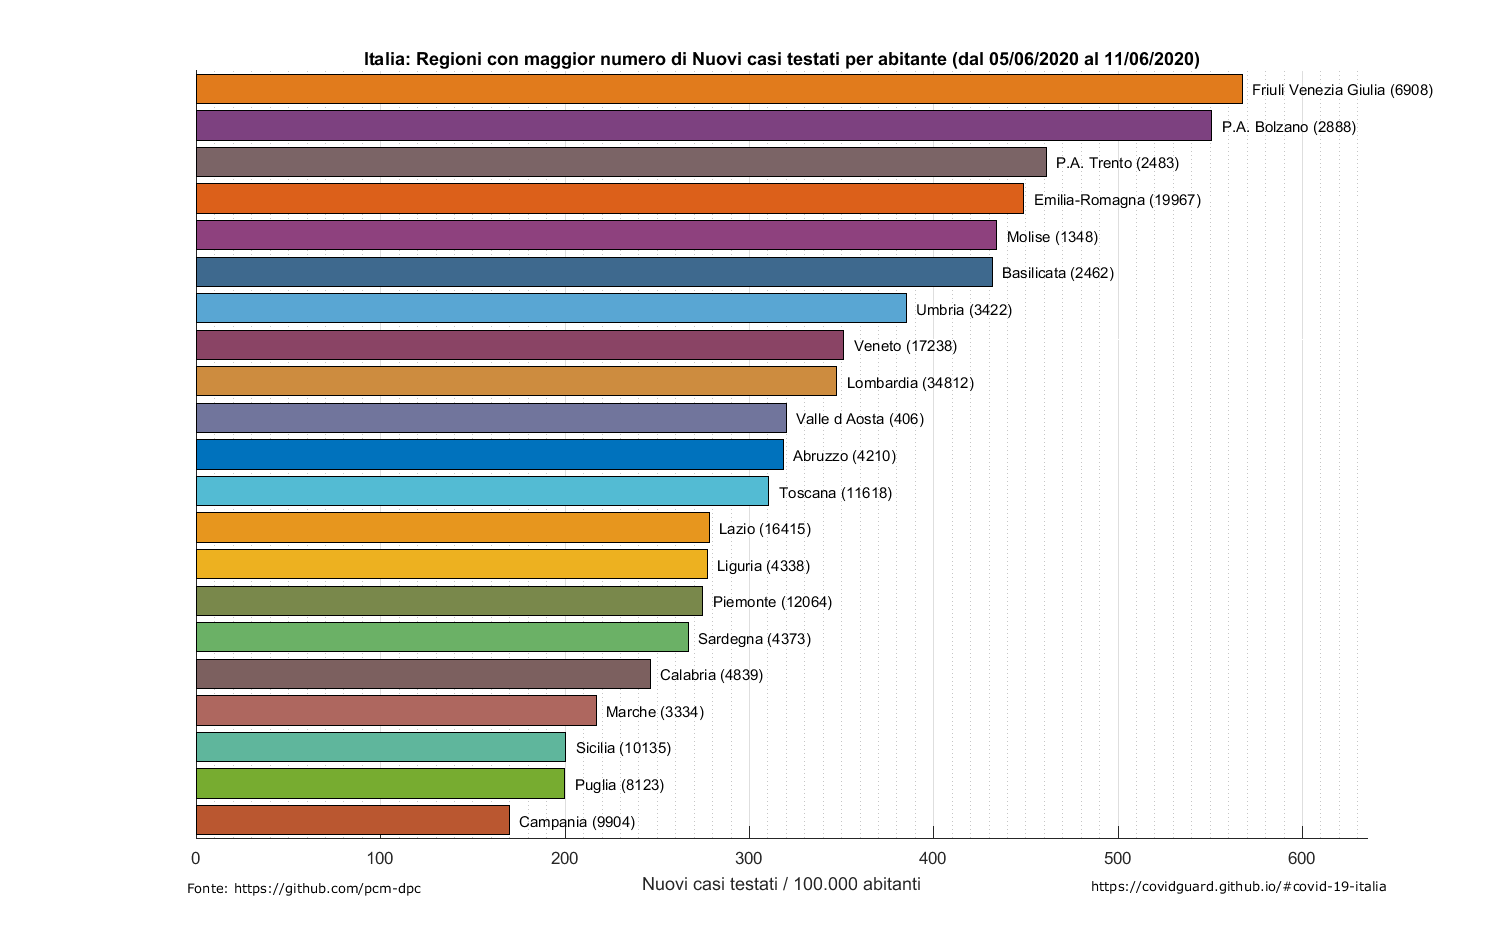 Italia: Regioni con maggior numero di Nuovi casi testati per abitante (dal 05/06/2020 al 11/06/2020)
Friuli Venezia Giulia (6908)
P.A. Bolzano (2888)
P.A. Trento (2483)
Emilia-Romagna (19967)
Molise (1348)
Basilicata (2462)
Umbria (3422)
Veneto (17238)
Lombardia (34812)
Valle d Aosta (406)
Abruzzo (4210)
Toscana (11618)
Lazio (16415)
Liguria (4338)
Piemonte (12064)
Sardegna (4373)
Calabria (4839)
Marche (3334)
Sicilia (10135)
Puglia (8123)
Campania (9904)
0 100 200 300 400 500 600
Nuovi casi testati / 100.000 abitanti
Fonte: https://github.com/pcm-dpc
https://covidguard.github.io/#covid-19-italia